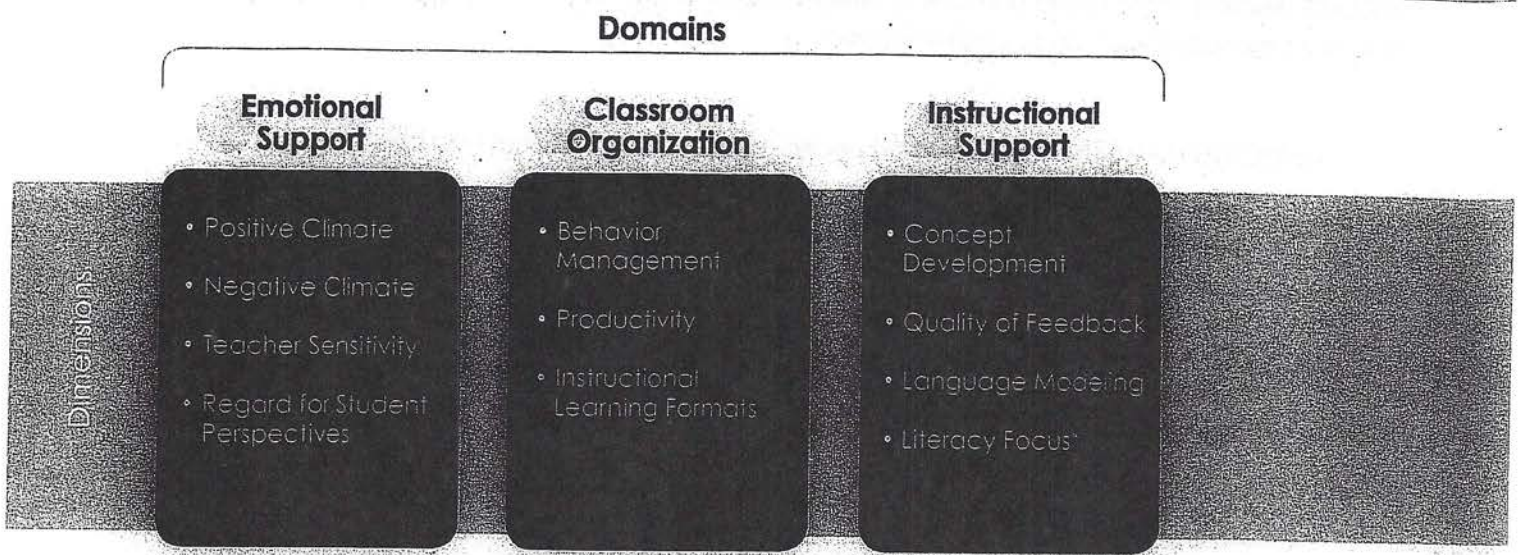 Domains
Emotional
Support
Classroom
Organization
Instructional
Support
Dimensions
• Positive Climate
• Negative Climate
• Teacher Sensitivity
• Regard for Student
Perspectives
• Behavior
Management
• Productivity
• Instructional
Learning Formats
• Concept
Development
• Quality of Feedback
• Language Modeling
• Literacy Focus